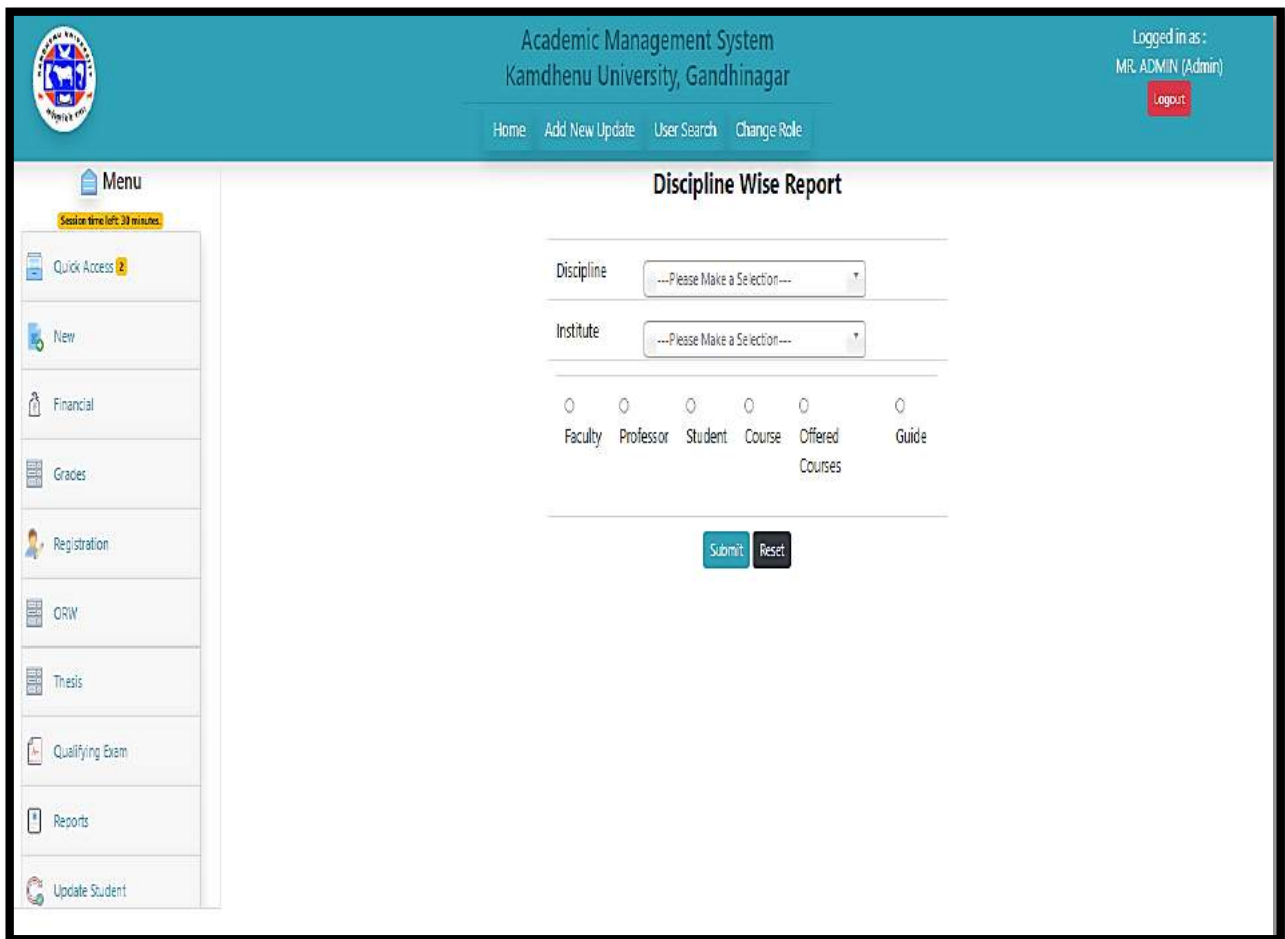 Academic Management System
Kamdhenu University, Gandhinagar
Logged in as :
MR. ADMIN (Admin)
Logout
Home Add New Update User Search Change Role
Menu
Session time left: 30 minutes.
Quick Access 2
New
Financial
Grades
Registration
ORW
Thesis
Qualifying Exam
Reports
Update Student
Discipline Wise Report
Discipline ---Please Make a Selection---
Institute ---Please Make a Selection---
Faculty Professor Student Course Offered Guide
Courses
Submit Reset